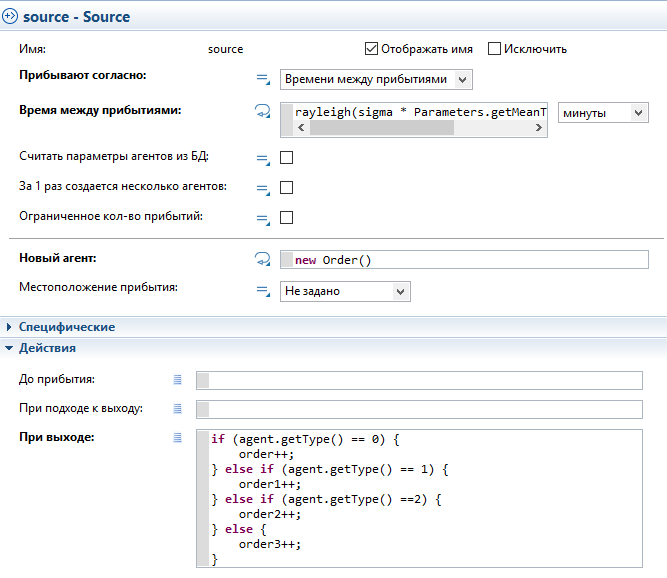 source - Source
Имя: source Отображать имя Исключить
Прибывают согласно: Времени между прибытиями
Время между прибытиями: rayleigh(sigma * Parameters.getMeanT минуты
Считать параметры агентов из БД:
За 1 раз создается несколько агентов:
Ограниченное кол-во прибытий:
Новый агент: new Order()
Местоположение прибытия: Не задано
Специфические
Действия
До прибытия:
При подходе к выходу:
При выходе: if (agent.getType() == 0) {
order++;
} else if (agent.getType() == 1) {
order1++;
} else if (agent.getType() ==2) {
order2++;
} else {
order3++;
}